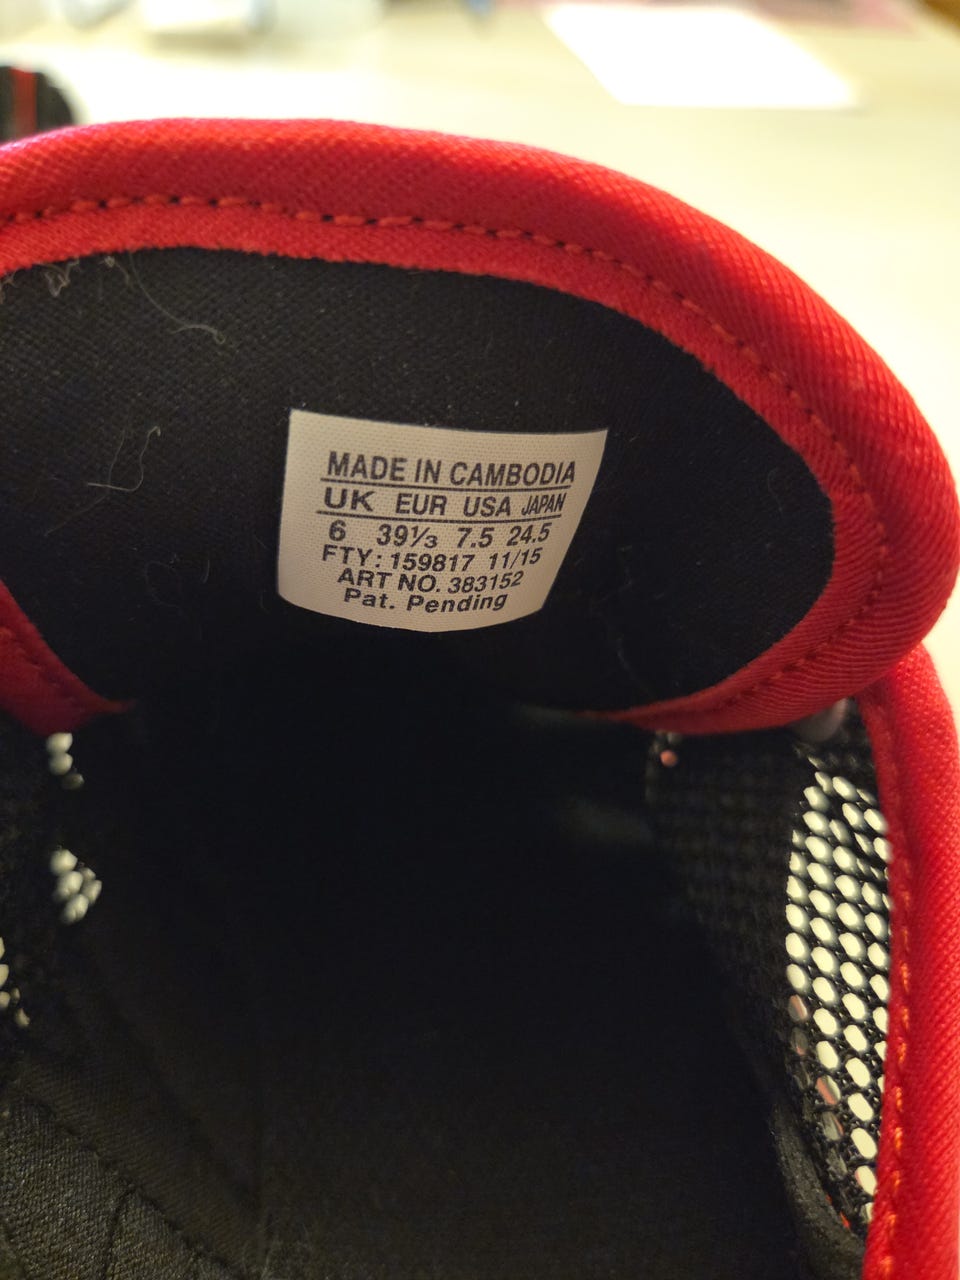 MADE IN CAMBODIA
UK EUR USA JAPAN
6 39⅓ 7.5 24.5
FTY: 159817 11/15
ART NO. 383152
Pat. Pending